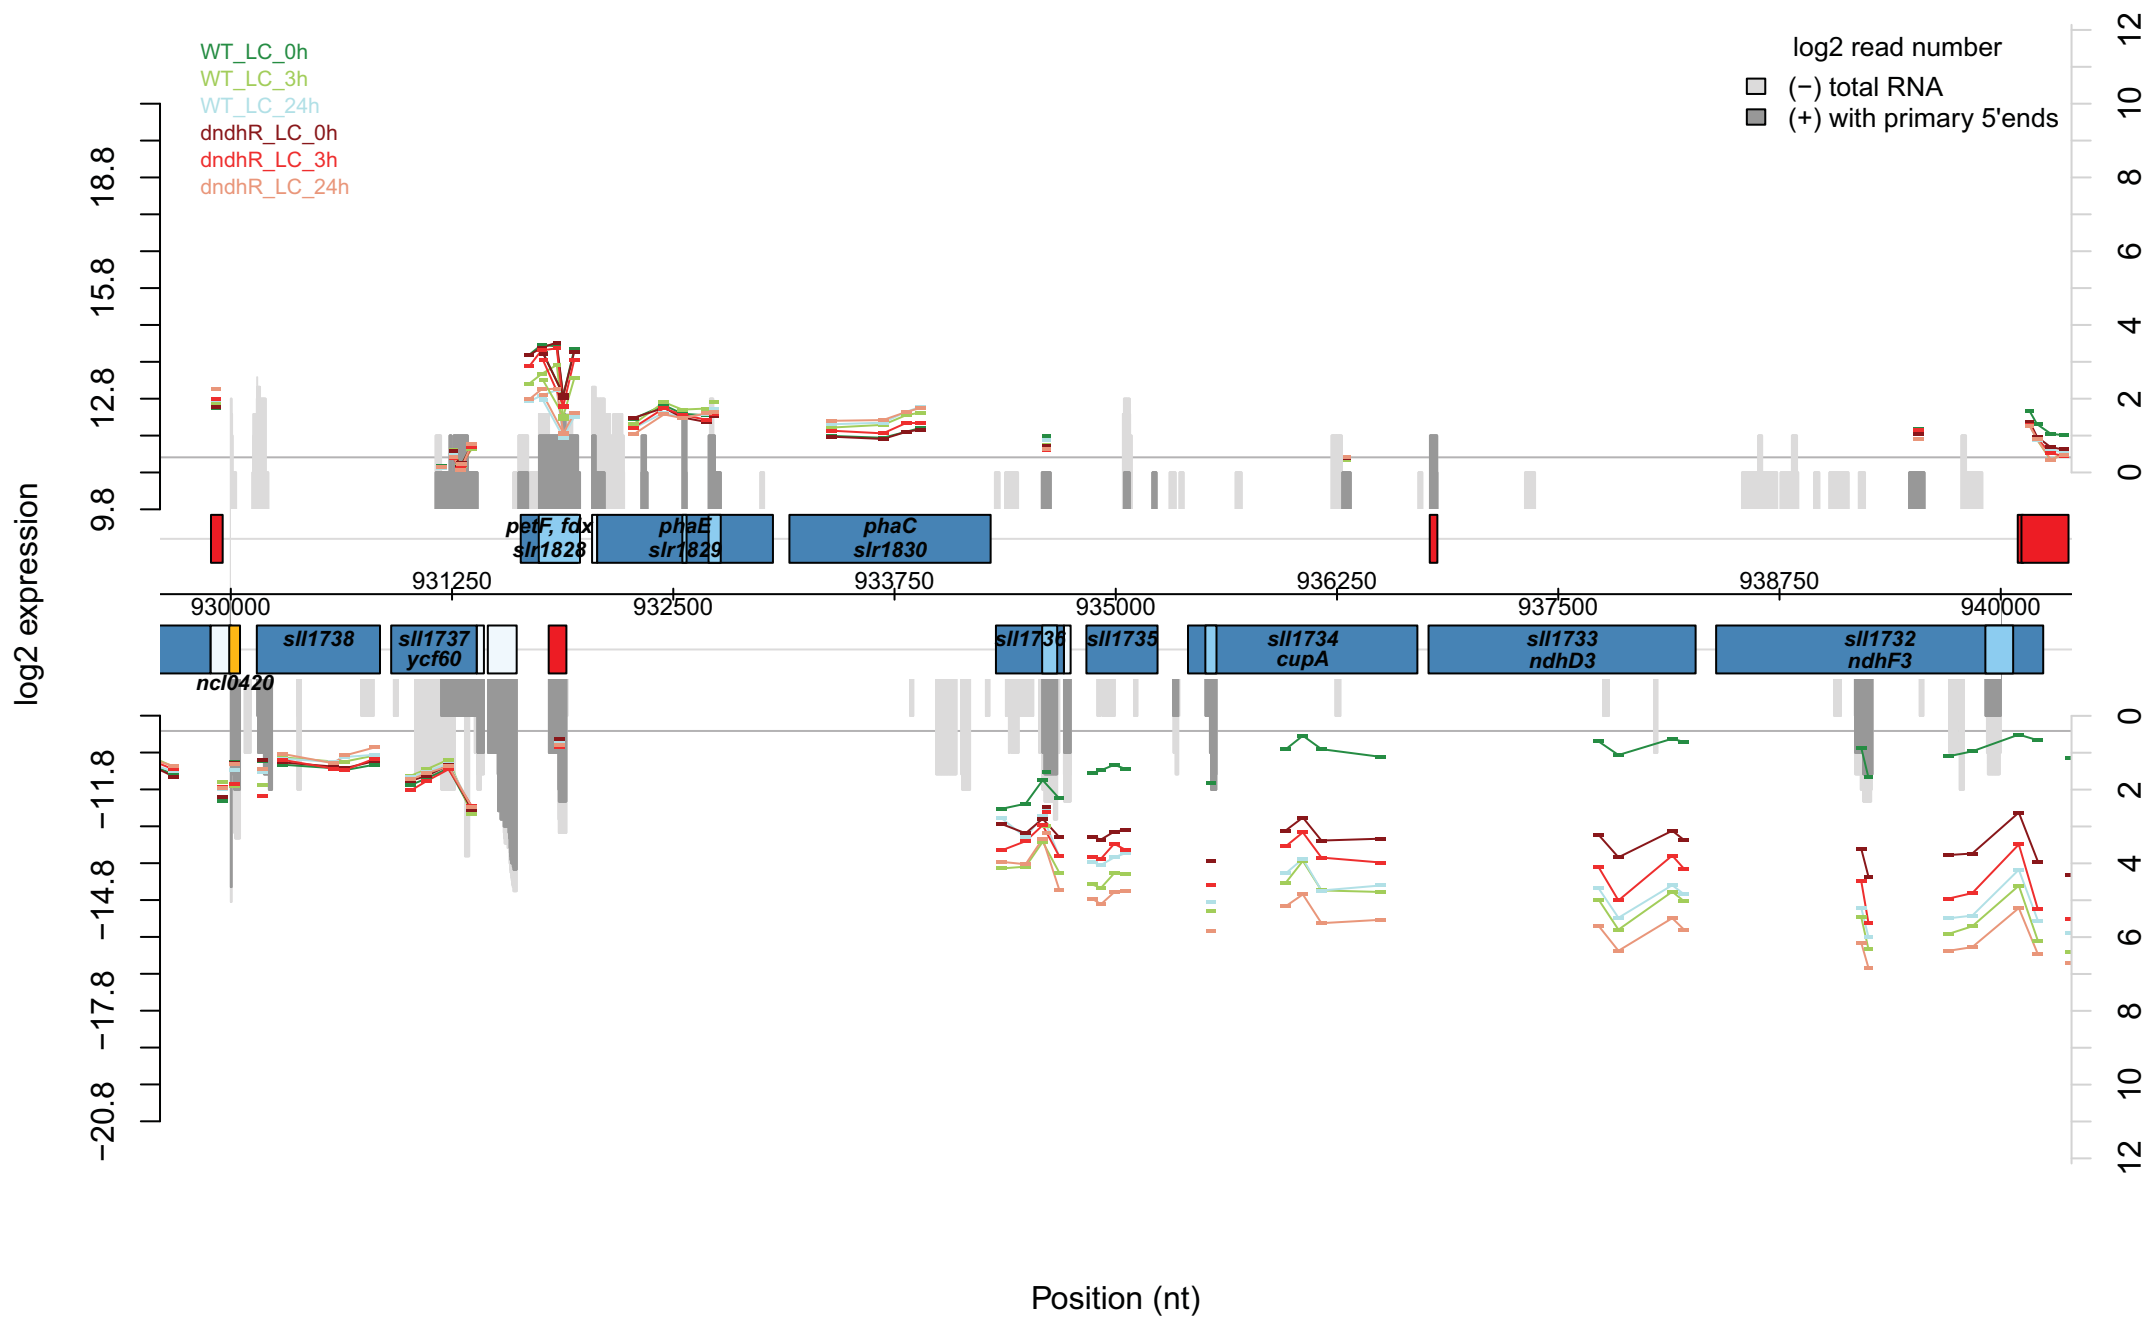 WT_LC_0h
WT_LC_3h
WT_LC_24h
dndhR_LC_0h
dndhR_LC_3h
dndhR_LC_24h
log2 read number
(−) total RNA
(+) with primary 5'ends
18.8
15.8
12.8
9.8
12
10
8
6
4
2
0
log2 expression
petF, fdx
slr1828
phaE
slr1829
phaC
slr1830
931250
933750
936250
938750
930000
932500
935000
937500
940000
sll1738
sll1737
ycf60
ncl0420
sll1736
sll1735
sll1734
cupA
sll1733
ndhD3
sll1732
ndhF3
−11.8
−14.8
−17.8
−20.8
0
2
4
6
8
10
12
Position (nt)